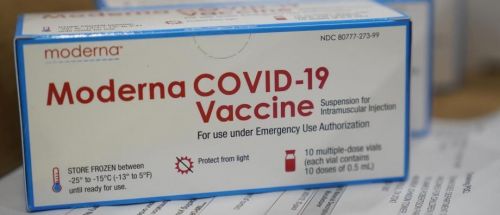 moderna
NDC 80777-273-99
Moderna COVID-19
Vaccine
Suspension for
Intramuscular Injection
For use under Emergency Use Authorization
STORE FROZEN between
-25° to -15°C (-13° to 5°F)
until ready for use.
Protect from light
10 multiple-dose vials
(each vial contains
10 doses of 0.5 mL)